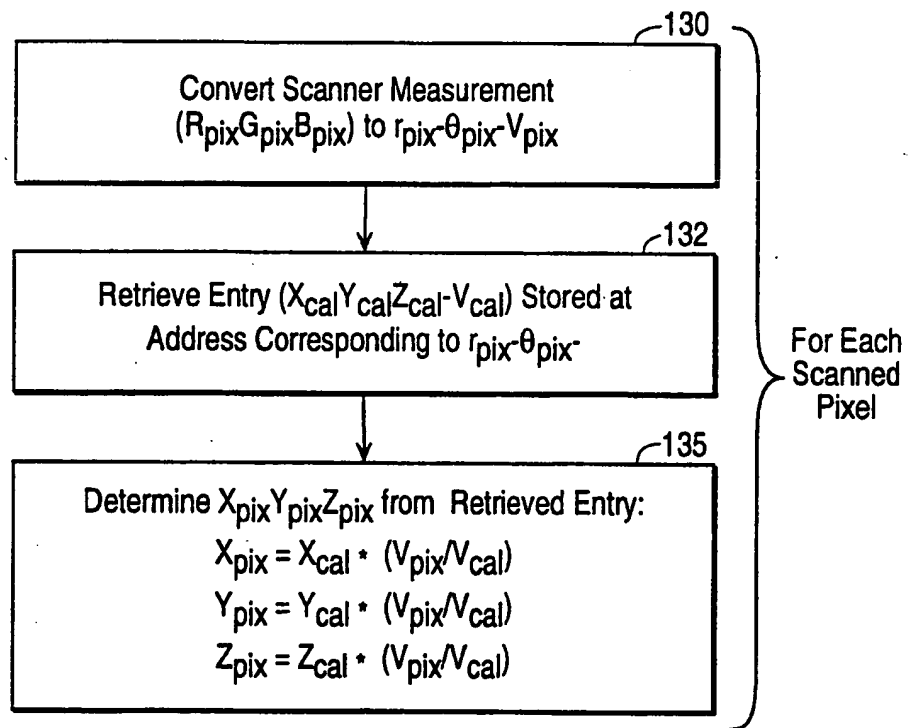 130
Convert Scanner Measurement
(RpixGpixBpix) to rpix-θpix-Vpix
132
Retrieve Entry (XcalYcalZcal-Vcal) Stored at
Address Corresponding to rpix-θpix-
For Each
Scanned
Pixel
135
Determine XpixYpixZpix from Retrieved Entry:
Xpix = Xcal * (Vpix/Vcal)
Ypix = Ycal * (Vpix/Vcal)
Zpix = Zcal * (Vpix/Vcal)